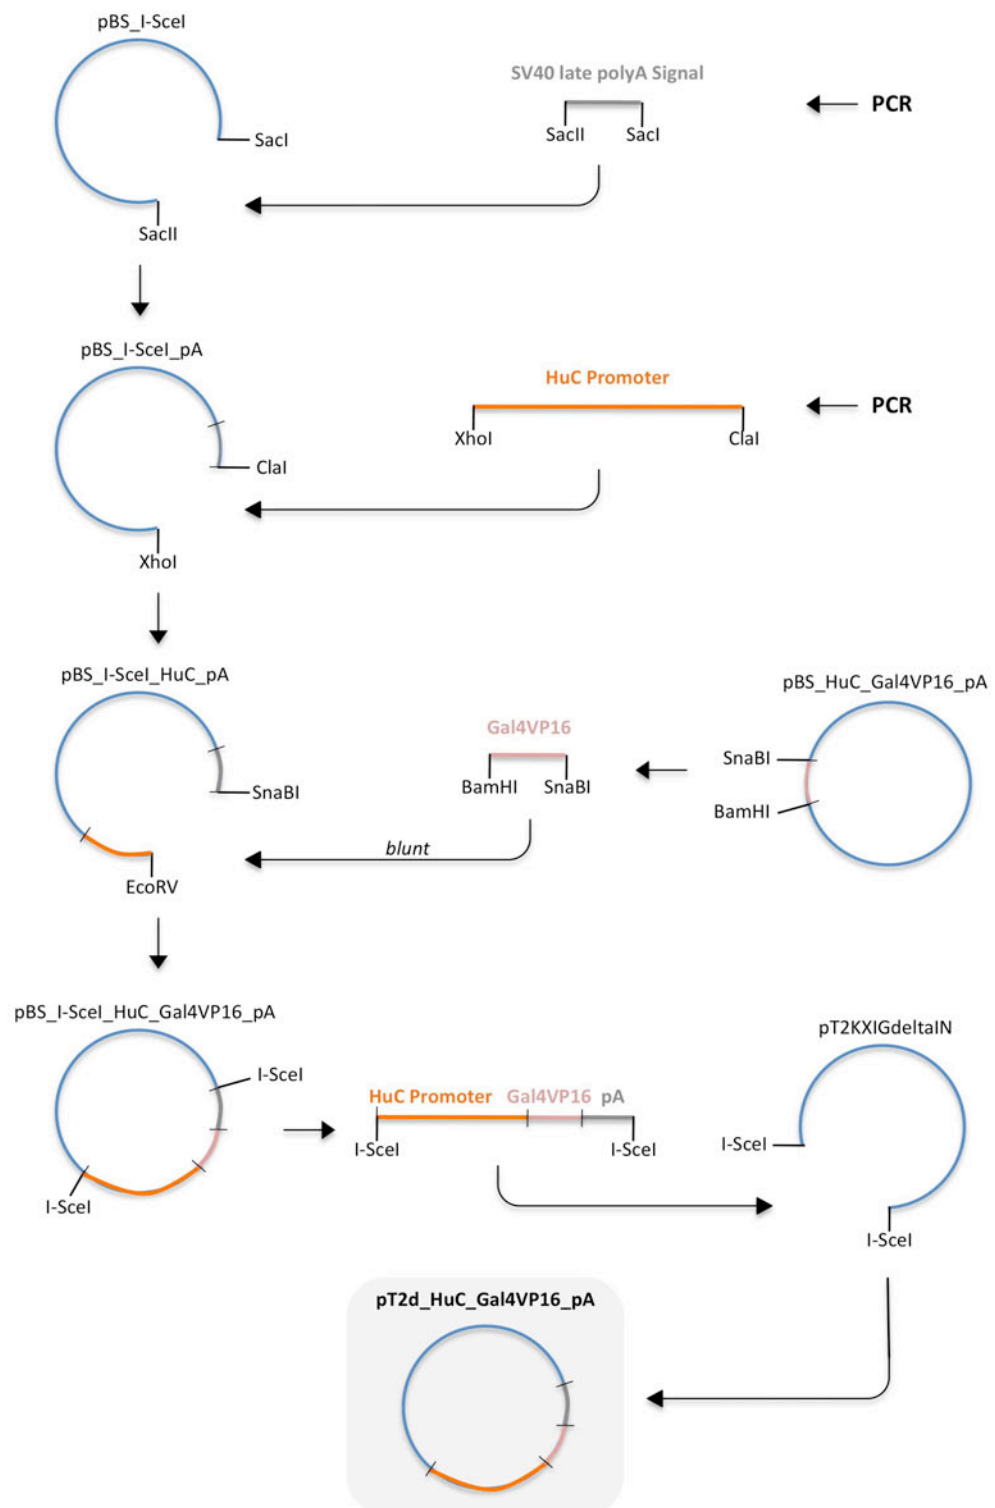 pBS_I-SceI
SV40 late polyA Signal
PCR
SacII
SacI
SacI
SacII
pBS_I-SceI_pA
HuC Promoter
PCR
XhoI
ClaI
ClaI
XhoI
pBS_I-SceI_HuC_pA
pBS_HuC_Gal4VP16_pA
Gal4VP16
SnaBI
BamHI
SnaBI
SnaBI
BamHI
blunt
EcoRV
pBS_I-SceI_HuC_Gal4VP16_pA
pT2KXIGdeltaIN
I-SceI
HuC Promoter
Gal4VP16
pA
I-SceI
I-SceI
I-SceI
I-SceI
I-SceI
pT2d_HuC_Gal4VP16_pA